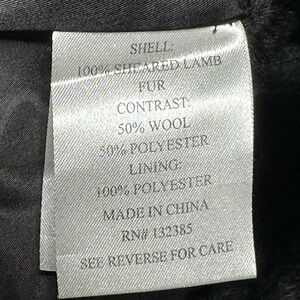 SHELL:
100% SHEARED LAMB
FUR
CONTRAST:
50% WOOL
50% POLYESTER
LINING:
100% POLYESTER
MADE IN CHINA
RN# 132385
SEE REVERSE FOR CARE